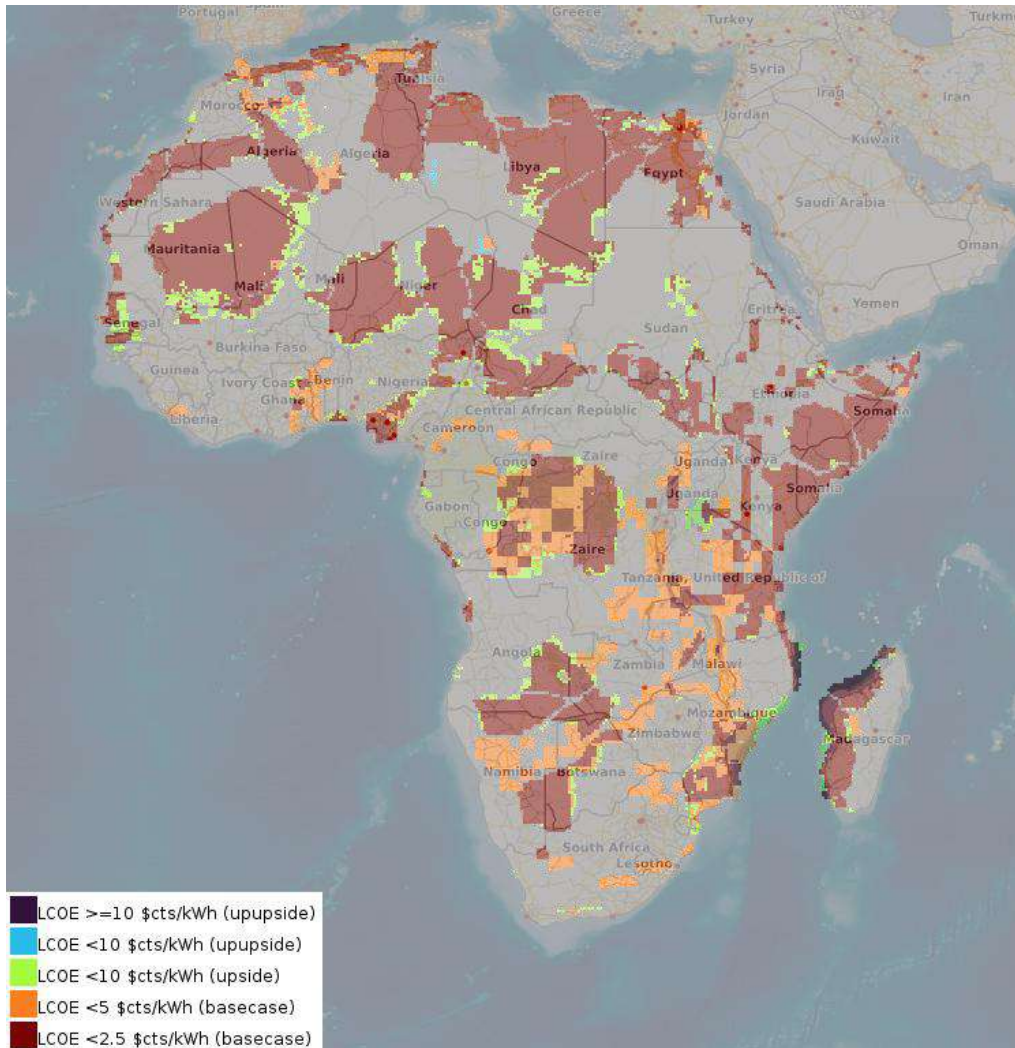 Portugal
Spain
Greece
Turkey
Turkm
Syria
Iraq
Iran
Jordan
Kuwait
Saudi Arabia
Oman
Yemen
Tunisia
Morocco
Algeria
Algeria
Libya
Egypt
Western Sahara
Mauritania
Mali
Mali
Niger
Chad
Sudan
Eritrea
Senegal
Burkina Faso
Guinea
Ivory Coast
Benin
Ghana
Nigeria
Liberia
Ethiopia
Somalia
Central African Republic
Cameroon
Congo
Zaire
Uganda
Kenya
Somalia
Gabon
Uganda
Kenya
Congo
Zaire
Tanzania, United Republic of
Angola
Zambia
Malawi
Mozambique
Zimbabwe
Madagascar
Namibia
Botswana
South Africa
Lesotho
LCOE >=10 $cts/kWh (upupside)
LCOE <10 $cts/kWh (upupside)
LCOE <10 $cts/kWh (upside)
LCOE <5 $cts/kWh (basecase)
LCOE <2.5 $cts/kWh (basecase)